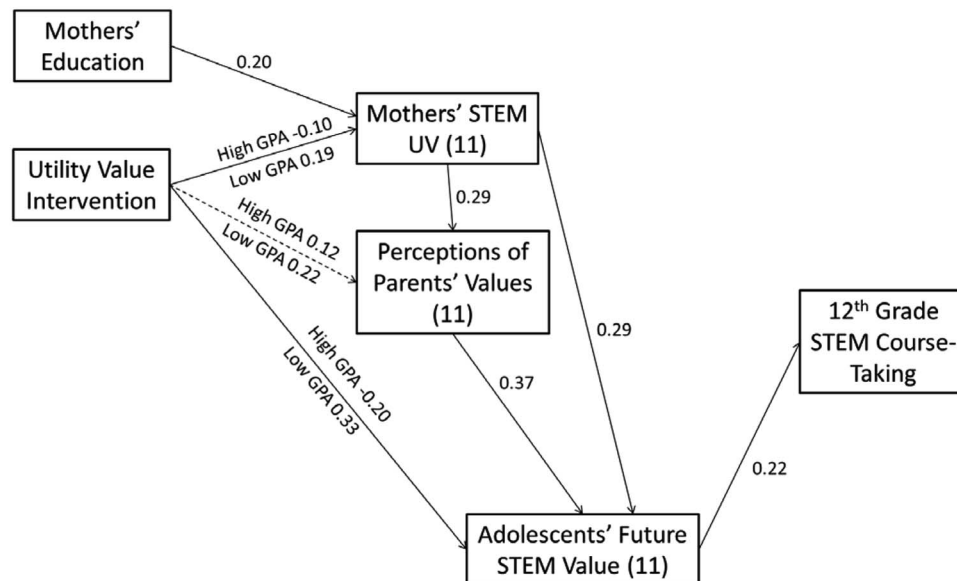 Mothers'
Education
0.20
Mothers' STEM
UV (11)
High GPA -0.10
Low GPA 0.19
Utility Value
Intervention
0.29
High GPA 0.12
Low GPA 0.22
Perceptions of
Parents' Values
(11)
12th Grade
STEM Course-
Taking
0.29
High GPA -0.20
Low GPA 0.33
0.37
0.22
Adolescents' Future
STEM Value (11)